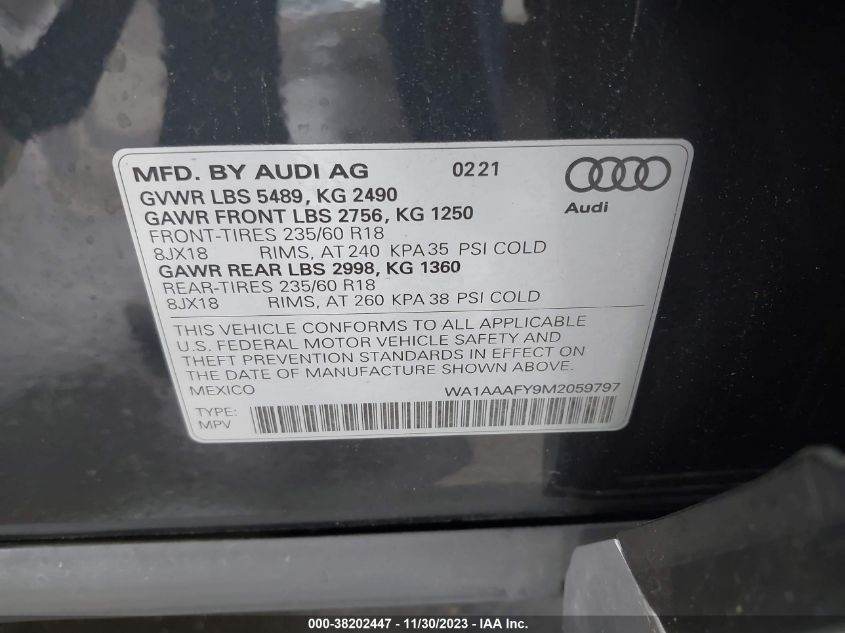 MFD. BY AUDI AG 0221
GVWR LBS 5489, KG 2490
GAWR FRONT LBS 2756, KG 1250
Audi
FRONT-TIRES 235/60 R18
8JX18 RIMS, AT 240 KPA 35 PSI COLD
GAWR REAR LBS 2998, KG 1360
REAR-TIRES 235/60 R18
8JX18 RIMS, AT 260 KPA 38 PSI COLD
THIS VEHICLE CONFORMS TO ALL APPLICABLE
U.S. FEDERAL MOTOR VEHICLE SAFETY AND
THEFT PREVENTION STANDARDS IN EFFECT ON
THE DATE OF MANUFACTURE SHOWN ABOVE.
MEXICO WA1AAAFY9M2059797
TYPE:
MPV
000-38202447 - 11/30/2023 - IAA Inc.